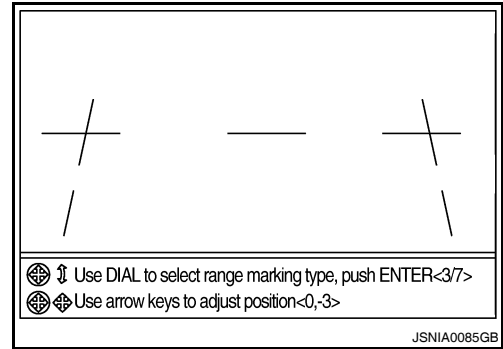 Use DIAL to select range marking type, push ENTER<3/7>
Use arrow keys to adjust position<0,-3>
JSNIA0085GB